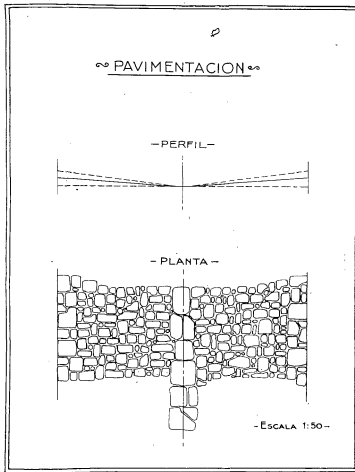 PAVIMENTACION
-PERFIL-
-PLANTA-
-ESCALA 1:50-